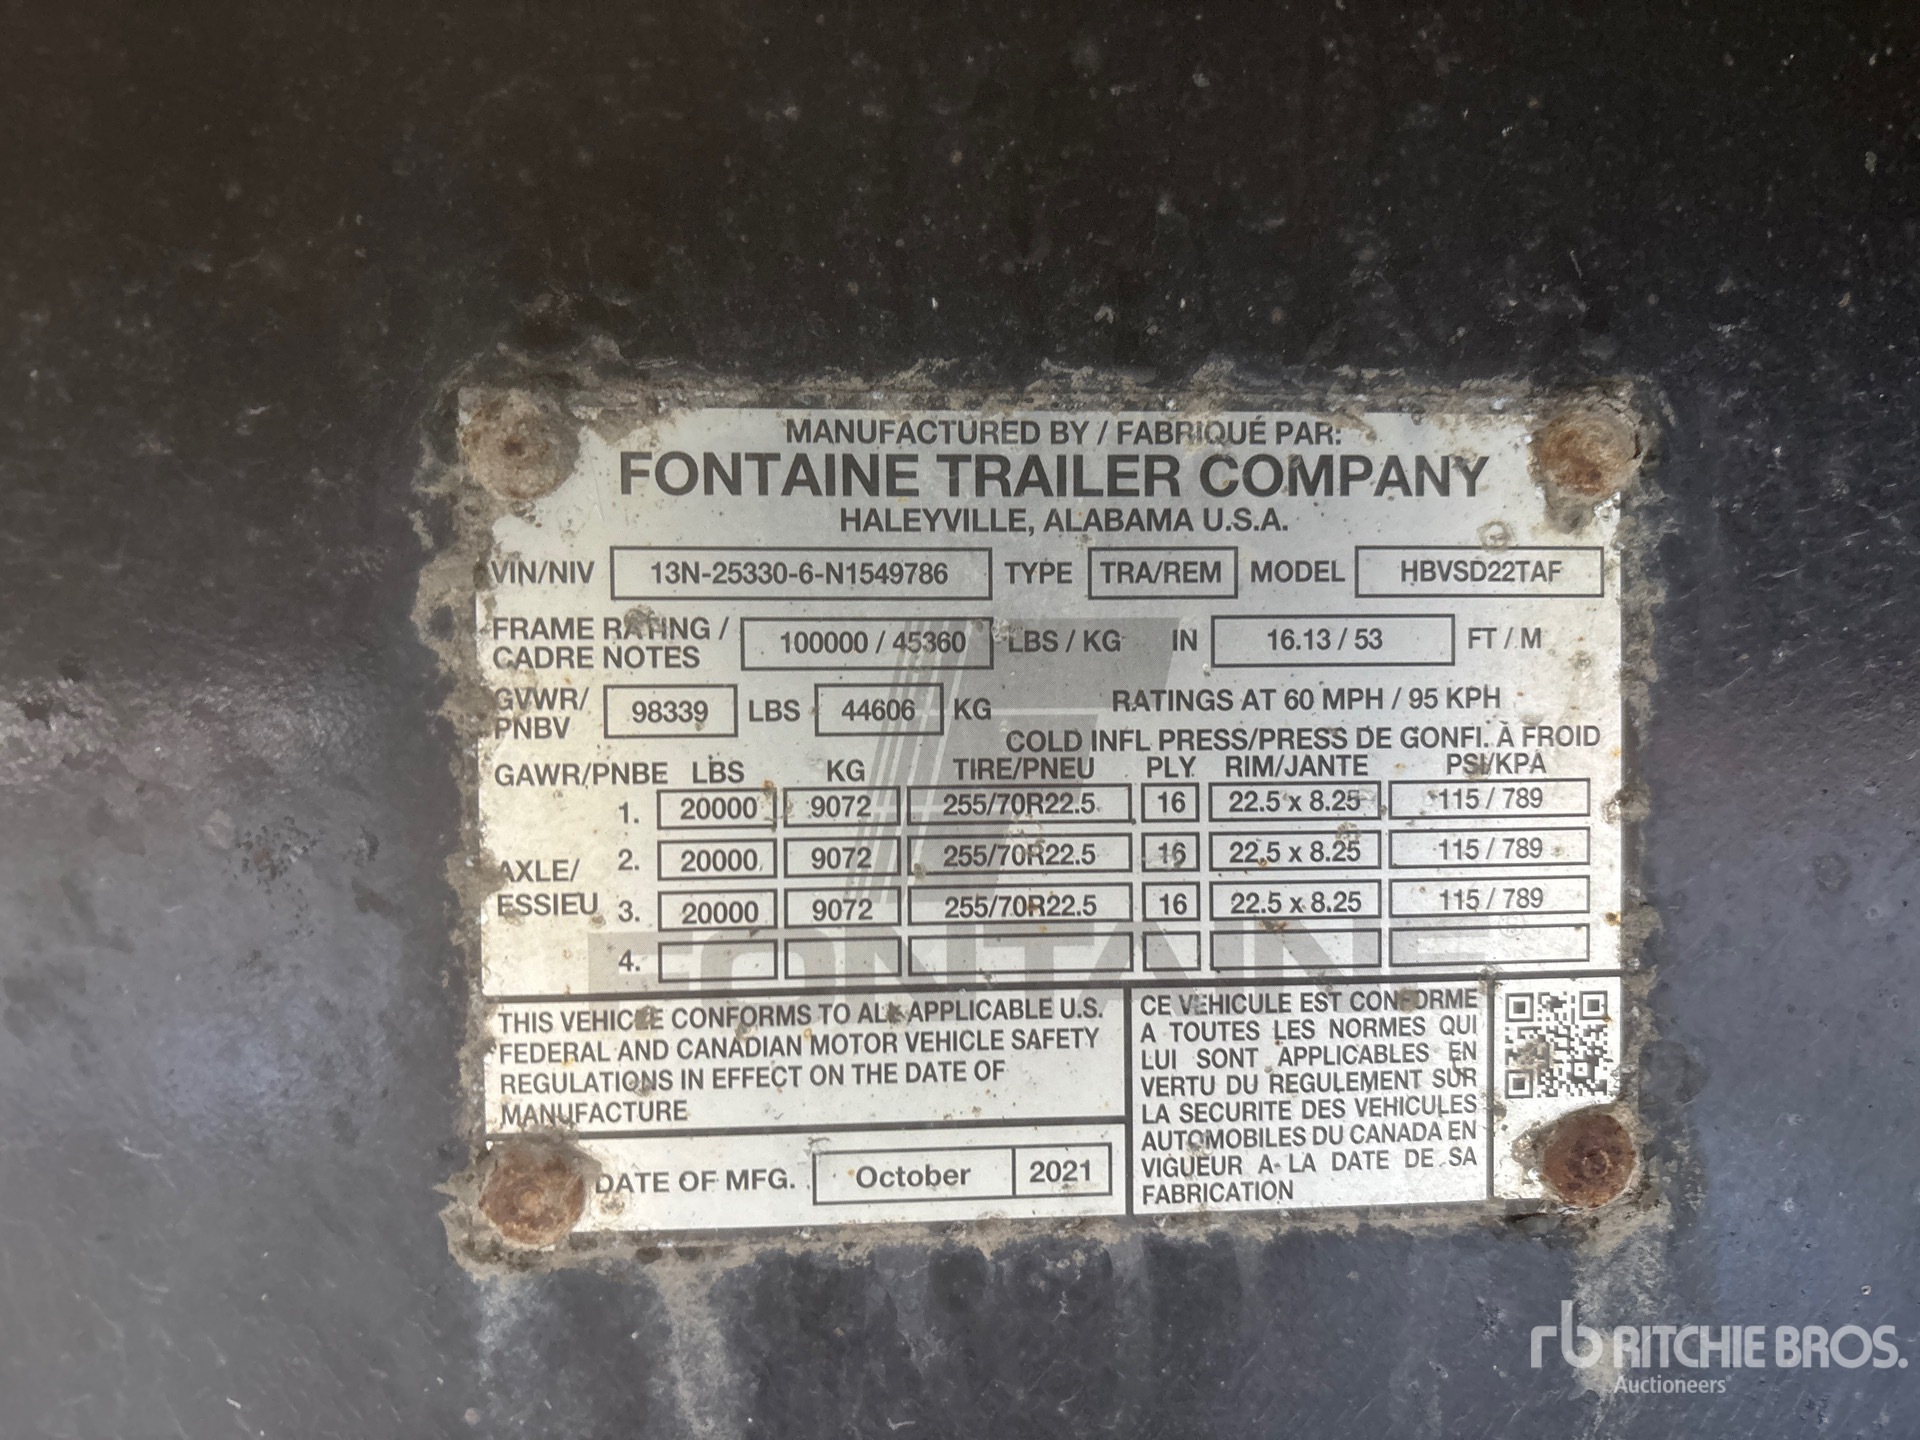 MANUFACTURED BY / FABRIQUÉ PAR:
FONTAINE TRAILER COMPANY
HALEYVILLE, ALABAMA U.S.A.
VIN/NIV 13N-25330-6-N1549786 TYPE TRA/REM MODEL HBVSD22TAF
FRAME RATING / CADRE NOTES 100000 / 45360 LBS / KG IN 16.13 / 53 FT / M
GVWR/ PNBV 98339 LBS 44606 KG RATINGS AT 60 MPH / 95 KPH
COLD INFL PRESS/PRESS DE GONFL. À FROID
GAWR/PNBE LBS KG TIRE/PNEU PLY RIM/JANTE PSI/KPA
AXLE/ ESSIEU
1. 20000 9072 255/70R22.5 16 22.5 x 8.25 115 / 789
2. 20000 9072 255/70R22.5 16 22.5 x 8.25 115 / 789
3. 20000 9072 255/70R22.5 16 22.5 x 8.25 115 / 789
4.
FONTAINE
THIS VEHICLE CONFORMS TO ALL APPLICABLE U.S.
FEDERAL AND CANADIAN MOTOR VEHICLE SAFETY
REGULATIONS IN EFFECT ON THE DATE OF
MANUFACTURE
DATE OF MFG. October 2021
CE VEHICULE EST CONFORME
A TOUTES LES NORMES QUI
LUI SONT APPLICABLES EN
VERTU DU REGULEMENT SUR
LA SECURITE DES VEHICULES
AUTOMOBILES DU CANADA EN
VIGUEUR A LA DATE DE SA
FABRICATION
rb RITCHIE BROS.
Auctioneers